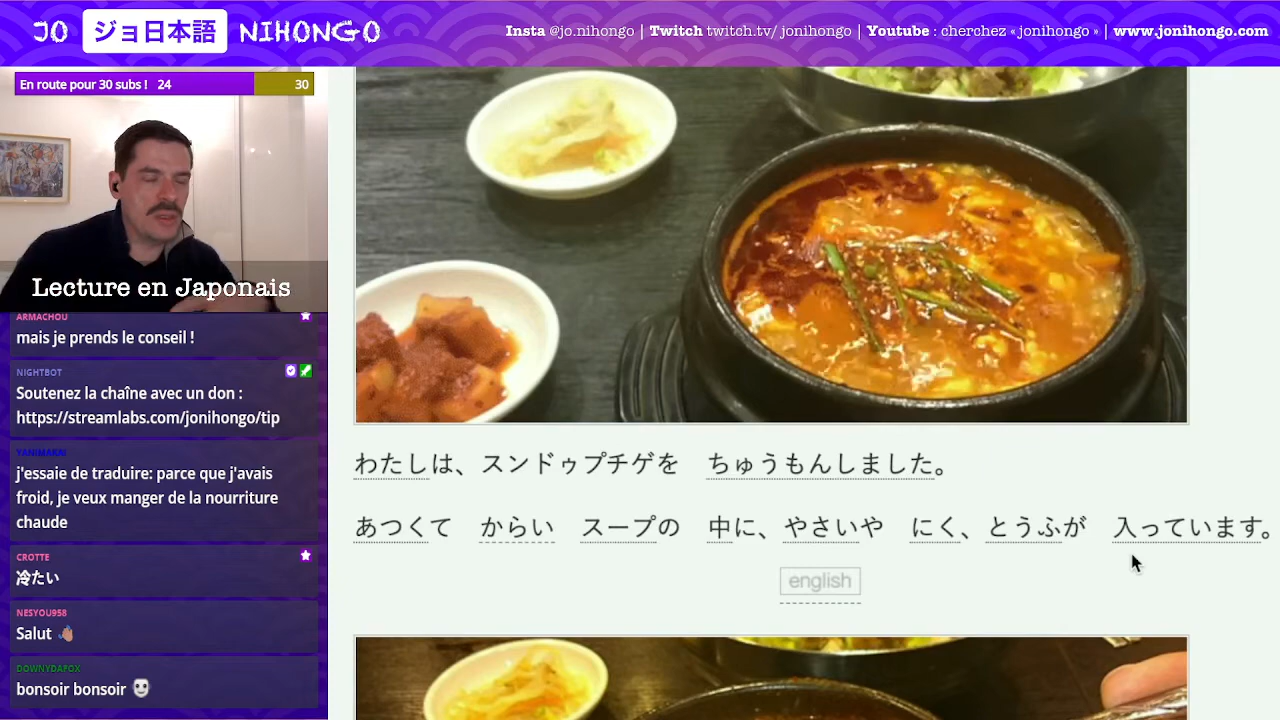 JO ジョ日本語 NIHONGO
Insta @jo.nihongo | Twitch twitch.tv/ jonihongo | Youtube : cherchez « jonihongo » | www.jonihongo.com
En route pour 30 subs ! 24 30
Lecture en Japonais
ARMACHOU
mais je prends le conseil !
NIGHTBOT
Soutenez la chaîne avec un don :
https://streamlabs.com/jonihongo/tip
YANIMAKAI
j'essaie de traduire: parce que j'avais
froid, je veux manger de la nourriture
chaude
CROTTE
冷たい
NESYOU958
Salut
DOWNYDAFOX
bonsoir bonsoir
わたしは、スンドゥプチゲを ちゅうもんしました。
あつくて からい スープの 中に、やさいや にく、とうふが 入っています。
english